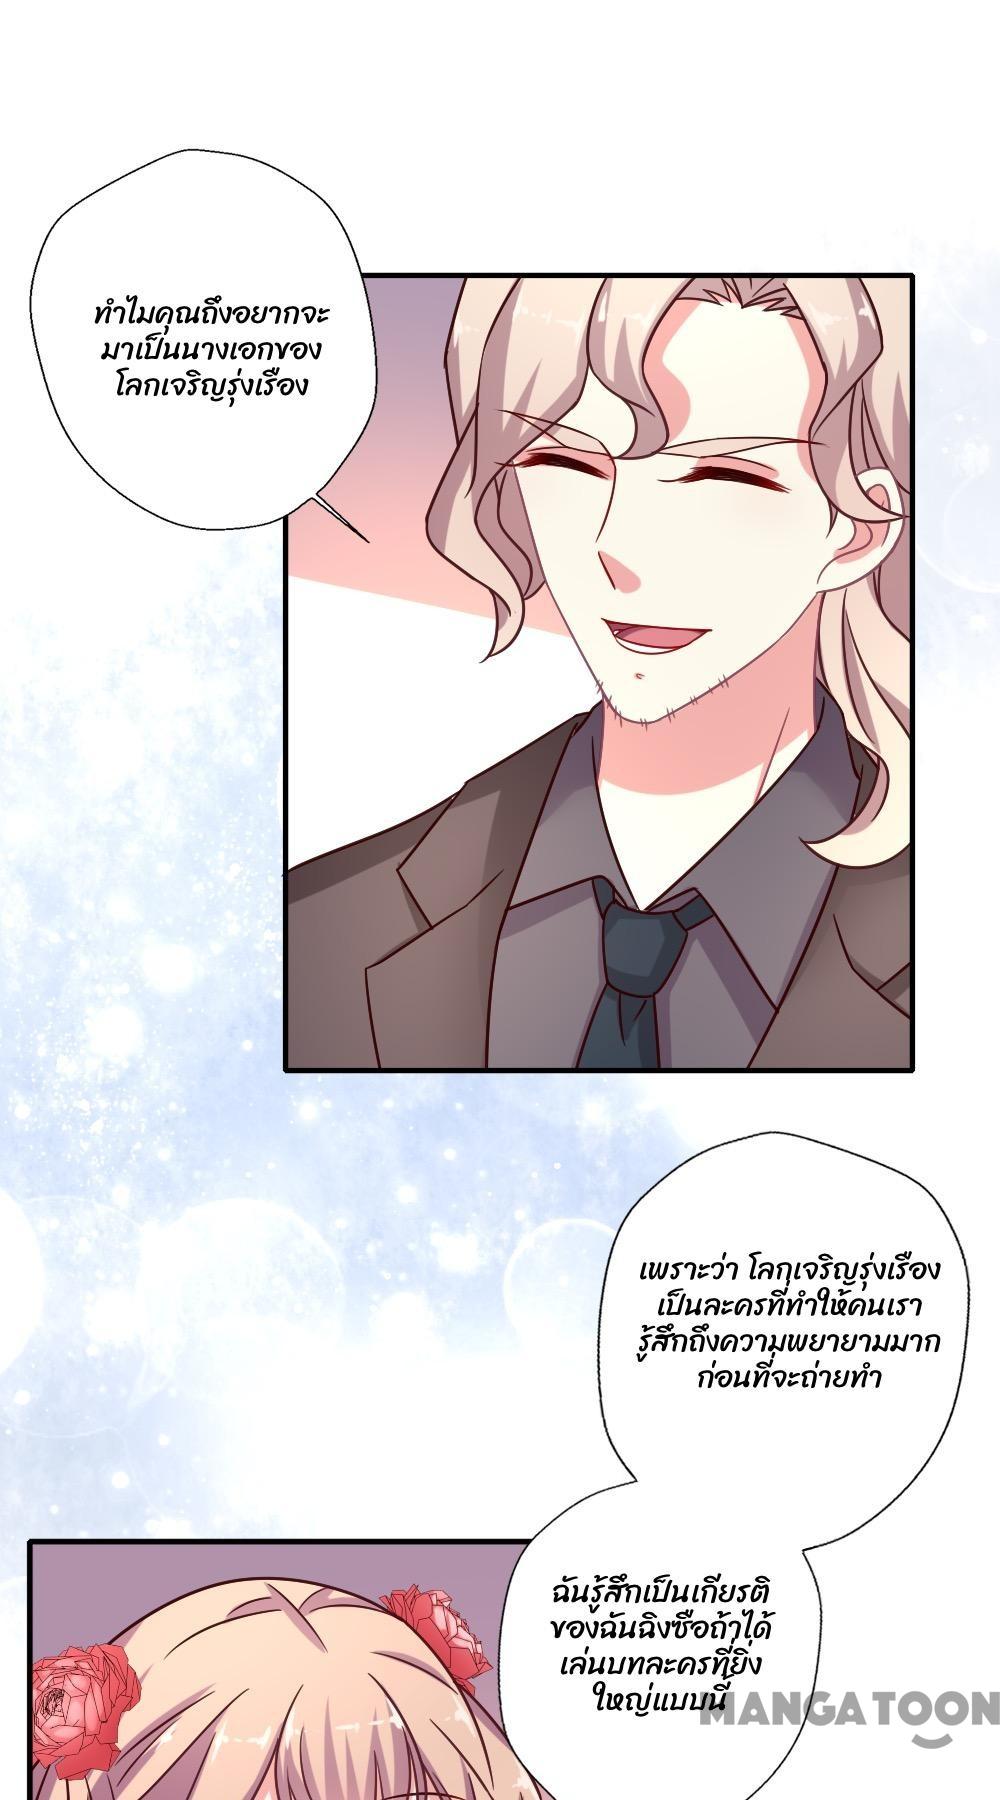 ทำไมคุณถึงอยากจะ
มาเป็นนางเอกของ
โลกเจริญรุ่งเรือง
เพราะว่า โลกเจริญรุ่งเรือง
เป็นละครที่ทำให้คนเรา
รู้สึกถึงความพยายามมาก
ก่อนที่จะถ่ายทำ
ฉันรู้สึกเป็นเกียรติ
ของฉันฉิงซือถ้าได้
เล่นบทละครที่ยิ่ง
ใหญ่แบบนี้
MANGATOON